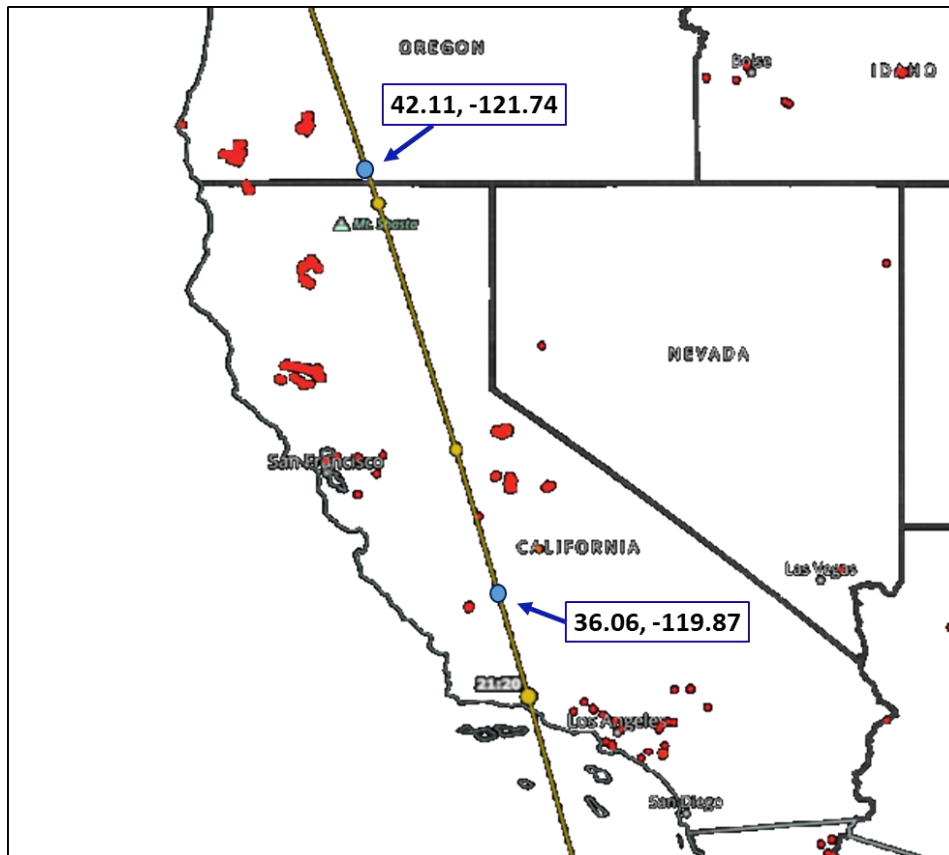 OREGON
Boise
IDAHO
42.11, -121.74
Mt. Shasta
NEVADA
San Francisco
CALIFORNIA
Las Vegas
36.06, -119.87
21:20
Los Angeles
San Diego